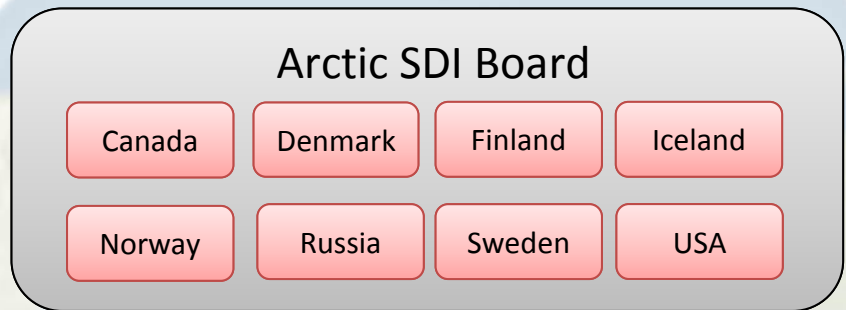 Arctic SDI Board
Canada Denmark Finland Iceland
Norway Russia Sweden USA